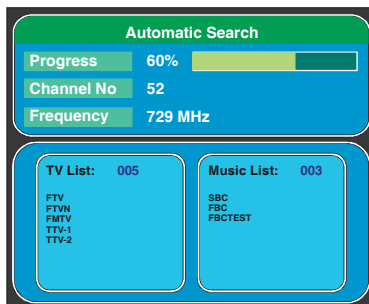 Automatic Search
Progress 60%
Channel No 52
Frequency 729 MHz
TV List: 005
FTV
FTVN
FMTV
TTV-1
TTV-2
Music List: 003
SBC
FBC
FBCTEST